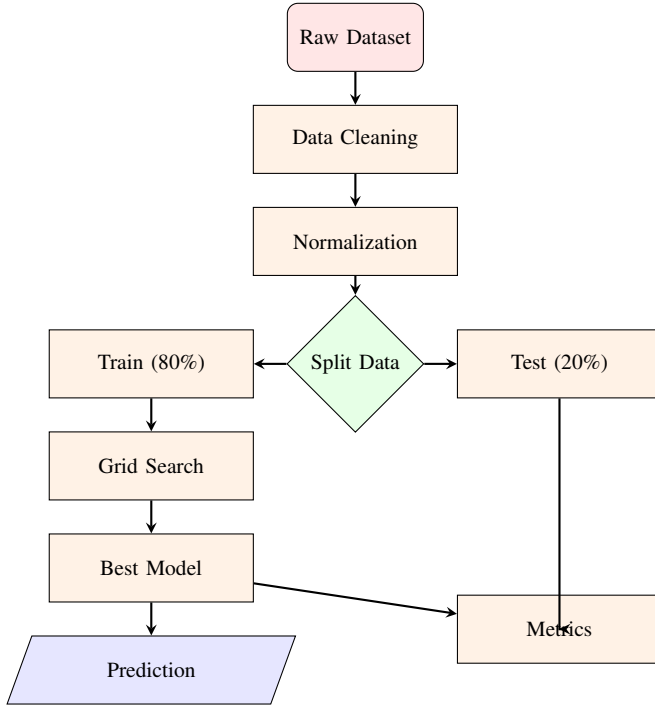 Raw Dataset
Data Cleaning
Normalization
Split Data
Train (80%)
Test (20%)
Grid Search
Best Model
Metrics
Prediction